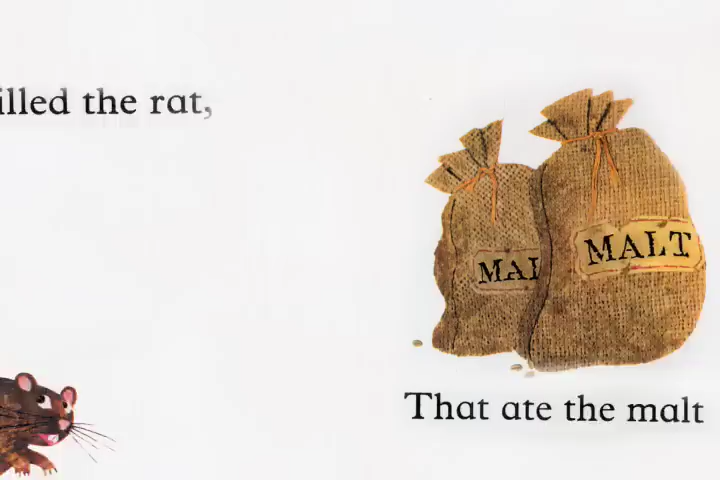 illed the rat,
MALT
MAL
That ate the malt